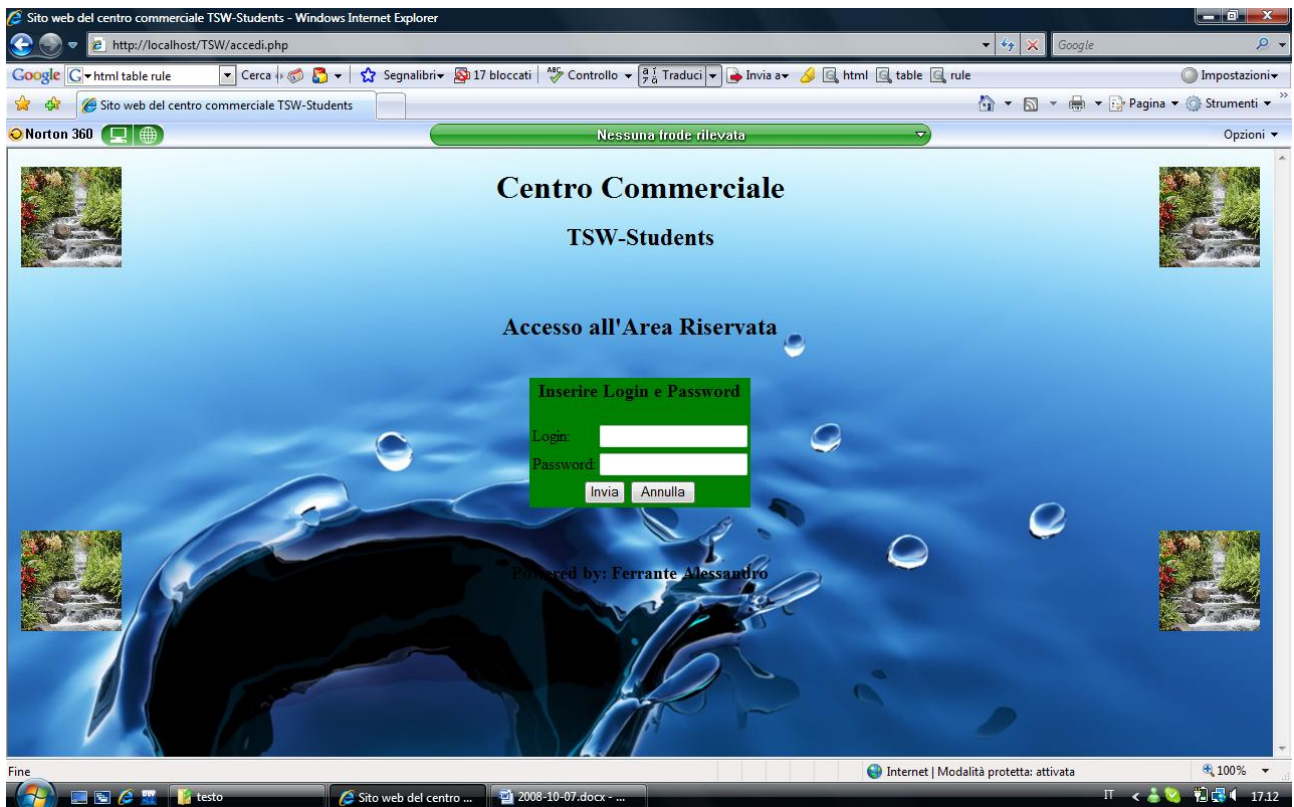 Sito web del centro commerciale TSW-Students - Windows Internet Explorer
http://localhost/TSW/accedi.php
Google
Google G html table rule Cerca Segnalibri 17 bloccati Controllo Traduci Invia a html table rule Impostazioni
Sito web del centro commerciale TSW-Students Pagina Strumenti
Norton 360 Nessuna frode rilevata Opzioni
Centro Commerciale
TSW-Students
Accesso all'Area Riservata
Inserire Login e Password
Login:
Password:
Invia Annulla
Powered by: Ferrante Alessandro
Fine Internet | Modalità protetta: attivata 100%
testo Sito web del centro ... 2008-10-07.docx - ... IT 17.12